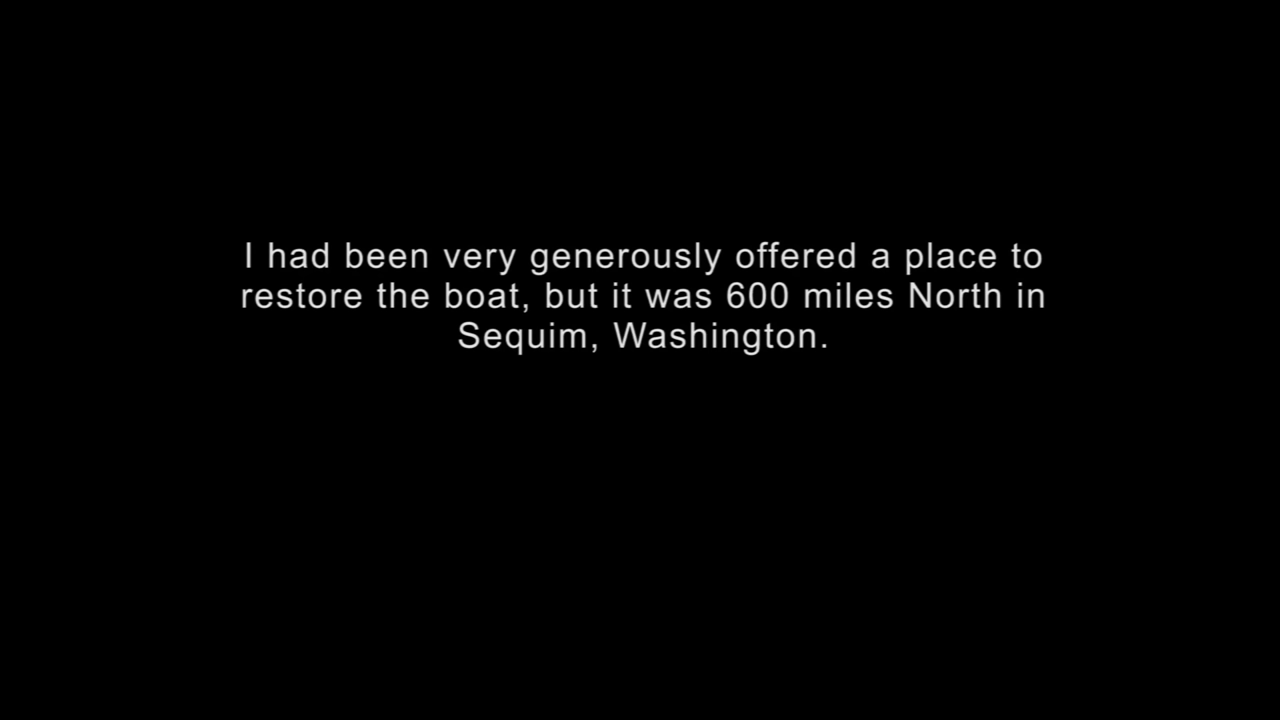 I had been very generously offered a place to
restore the boat, but it was 600 miles North in
Sequim, Washington.